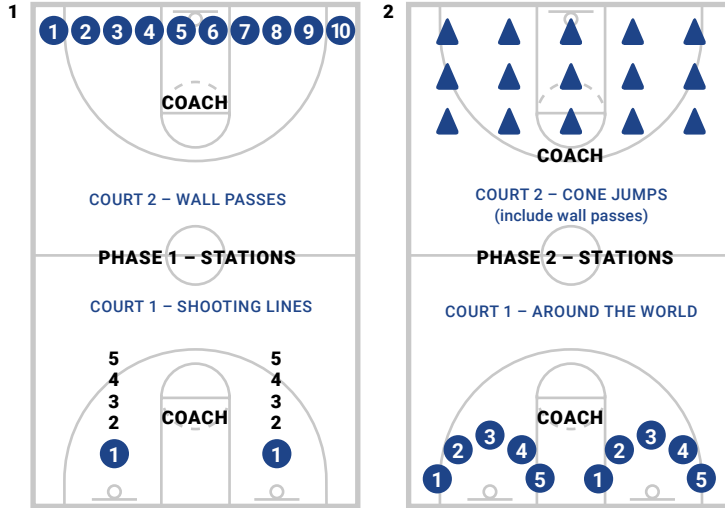 1
1 2 3 4 5 6 7 8 9 10
COACH
COURT 2 – WALL PASSES
PHASE 1 – STATIONS
COURT 1 – SHOOTING LINES
5 5
4 4
3 3
2 2
COACH
1 1
2
COACH
COURT 2 – CONE JUMPS
(include wall passes)
PHASE 2 – STATIONS
COURT 1 – AROUND THE WORLD
COACH
1 2 3 4 5 1 2 3 4 5